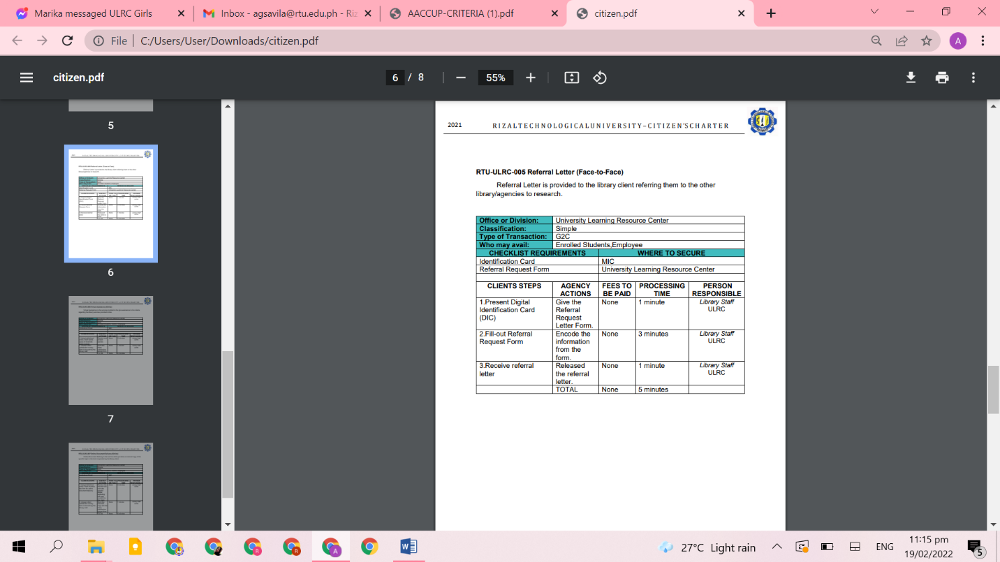 Marika messaged ULRC Girls
Inbox - agsavila@rtu.edu.ph - Riz
AACCUP-CRITERIA (1).pdf
citizen.pdf
File | C:/Users/User/Downloads/citizen.pdf
A
citizen.pdf
6 / 8
55%
5
6
7
2021 RIZALTECHNOLOGICALUNIVERSITY–CITIZEN'SCHARTER
RTU-ULRC-005 Referral Letter (Face-to-Face)
Referral Letter is provided to the library client referring them to the other
library/agencies to research.
Office or Division: University Learning Resource Center
Classification: Simple
Type of Transaction: G2C
Who may avail: Enrolled Students,Employee
CHECKLIST REQUIREMENTS WHERE TO SECURE
Identification Card MIC
Referral Request Form University Learning Resource Center
CLIENTS STEPS AGENCY FEES TO PROCESSING PERSON
ACTIONS BE PAID TIME RESPONSIBLE
1.Present Digital Give the None 1 minute Library Staff
Identification Card Referral ULRC
(DIC) Request
Letter Form.
2.Fill-out Referral Encode the None 3 minutes Library Staff
Request Form information ULRC
from the
form.
3.Receive referral Released None 1 minute Library Staff
letter the referral ULRC
letter.
TOTAL None 5 minutes
27°C Light rain
ENG
11:15 pm
19/02/2022
5